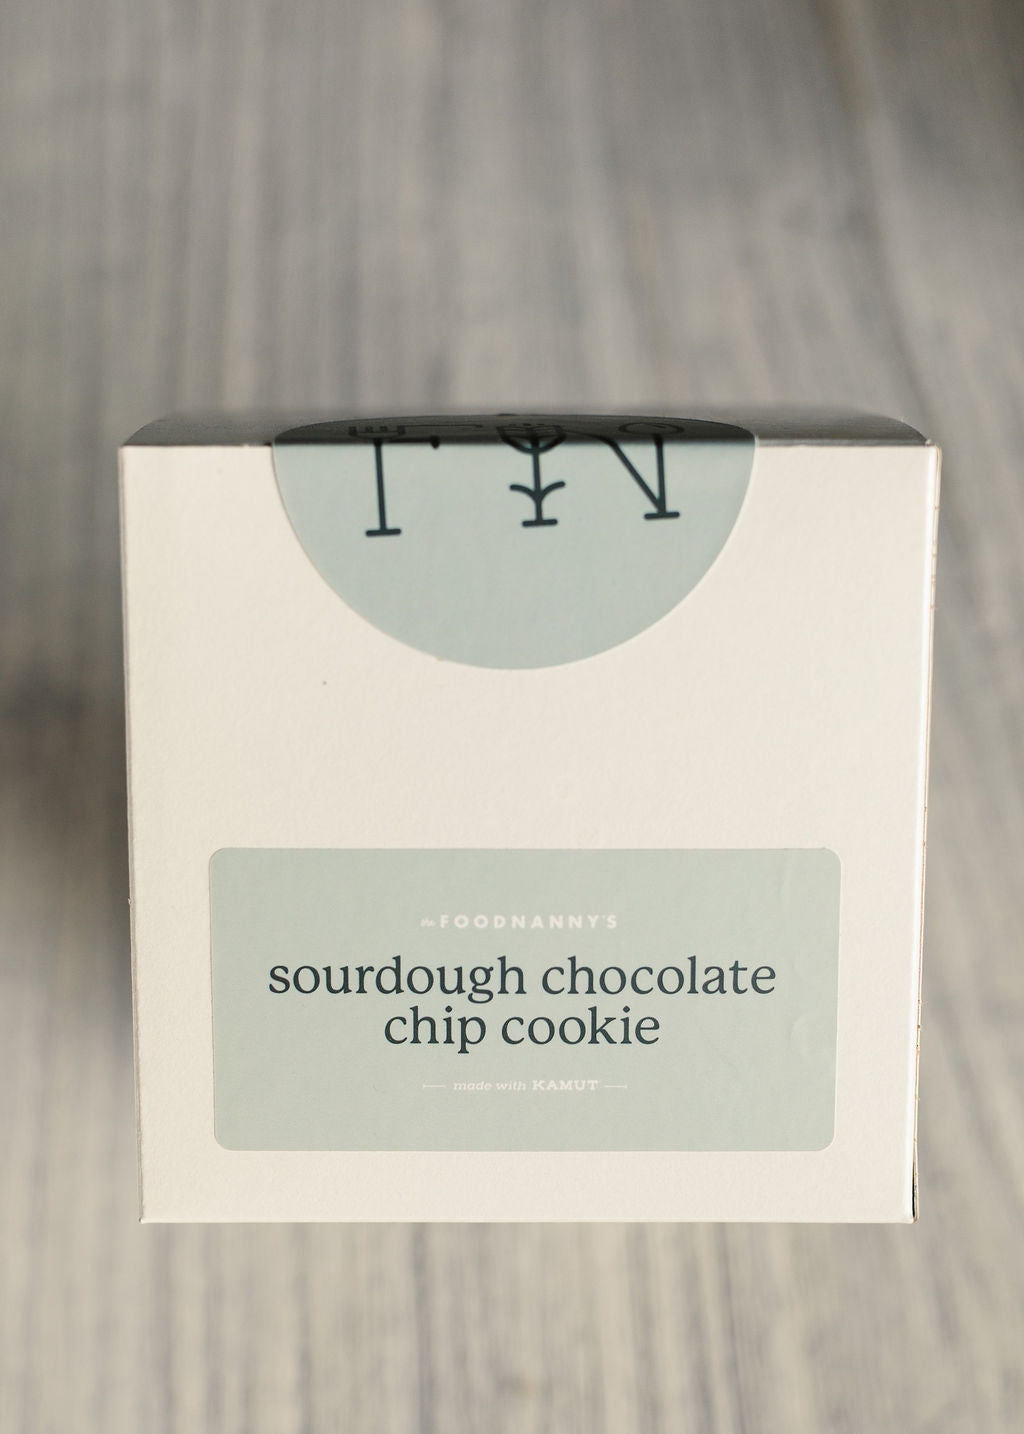 F N
the FOODNANNY'S
sourdough chocolate
chip cookie
made with KAMUT